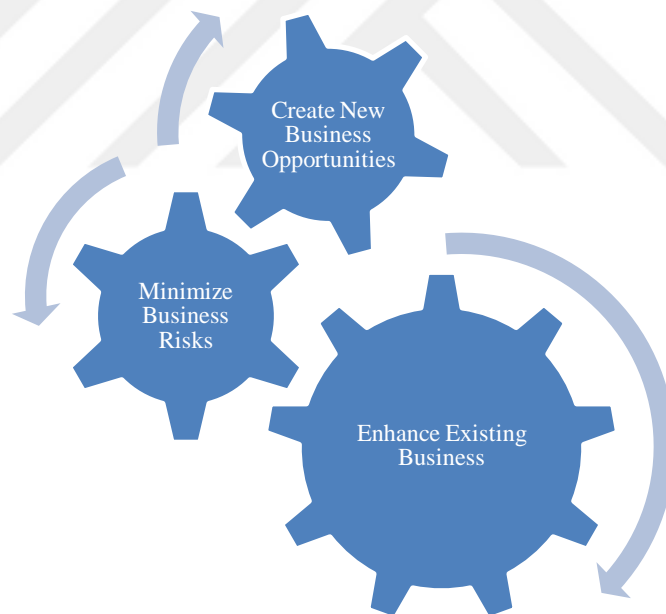 Create New
Business
Opportunities
Minimize
Business
Risks
Enhance Existing
Business